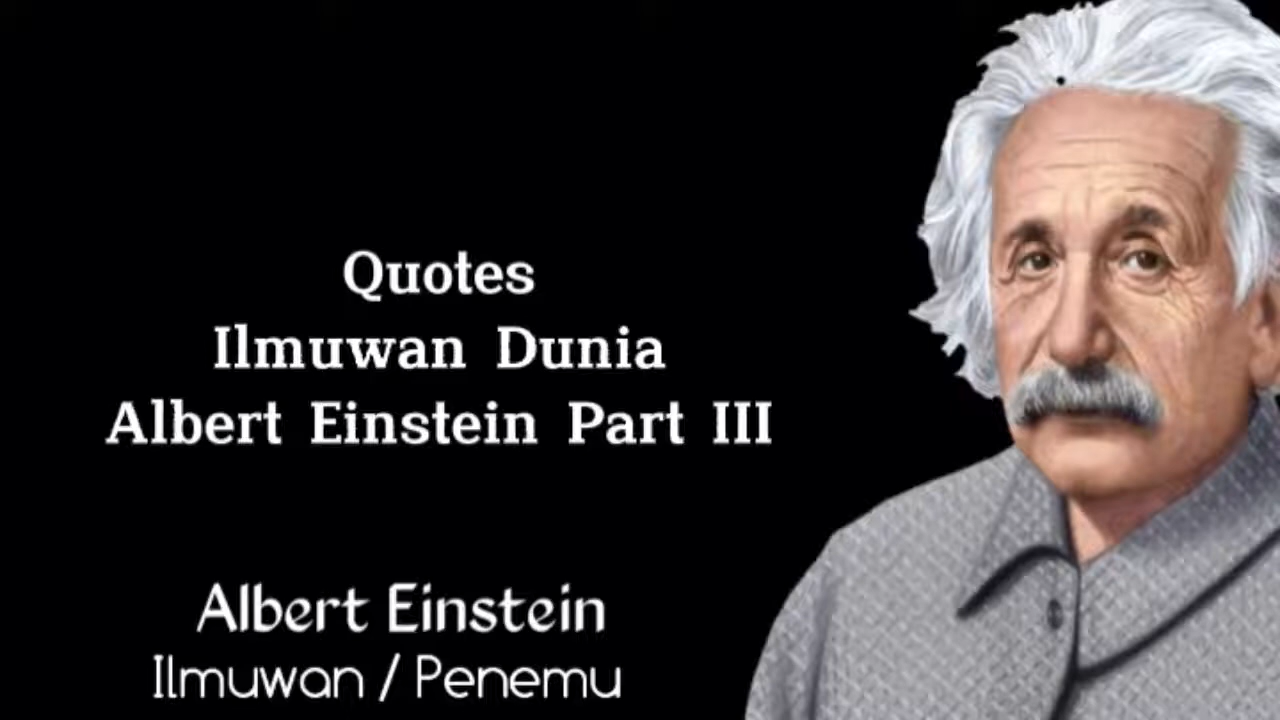 Quotes
Ilmuwan Dunia
Albert Einstein Part III
Albert Einstein
Ilmuwan / Penemu